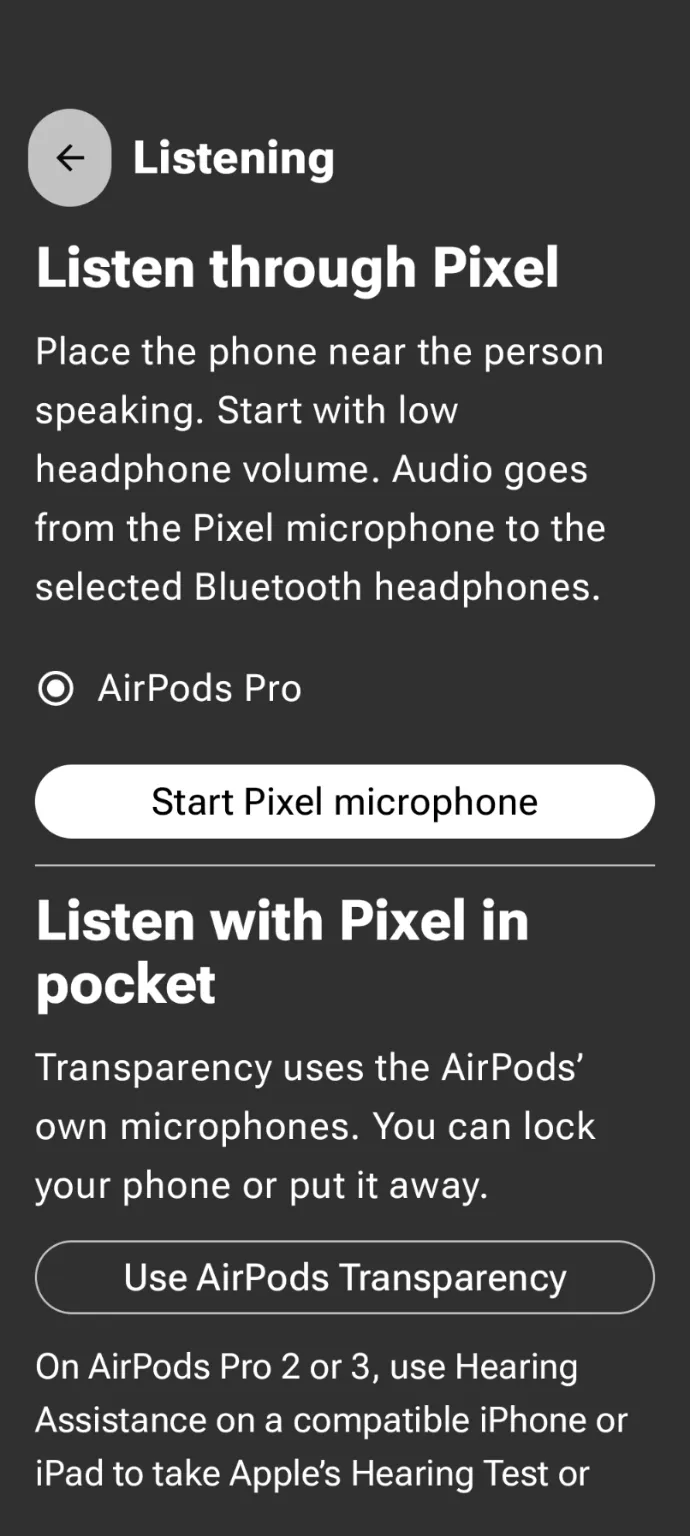 Listening
Listen through Pixel
Place the phone near the person
speaking. Start with low
headphone volume. Audio goes
from the Pixel microphone to the
selected Bluetooth headphones.
AirPods Pro
Start Pixel microphone
Listen with Pixel in
pocket
Transparency uses the AirPods’
own microphones. You can lock
your phone or put it away.
Use AirPods Transparency
On AirPods Pro 2 or 3, use Hearing
Assistance on a compatible iPhone or
iPad to take Apple’s Hearing Test or